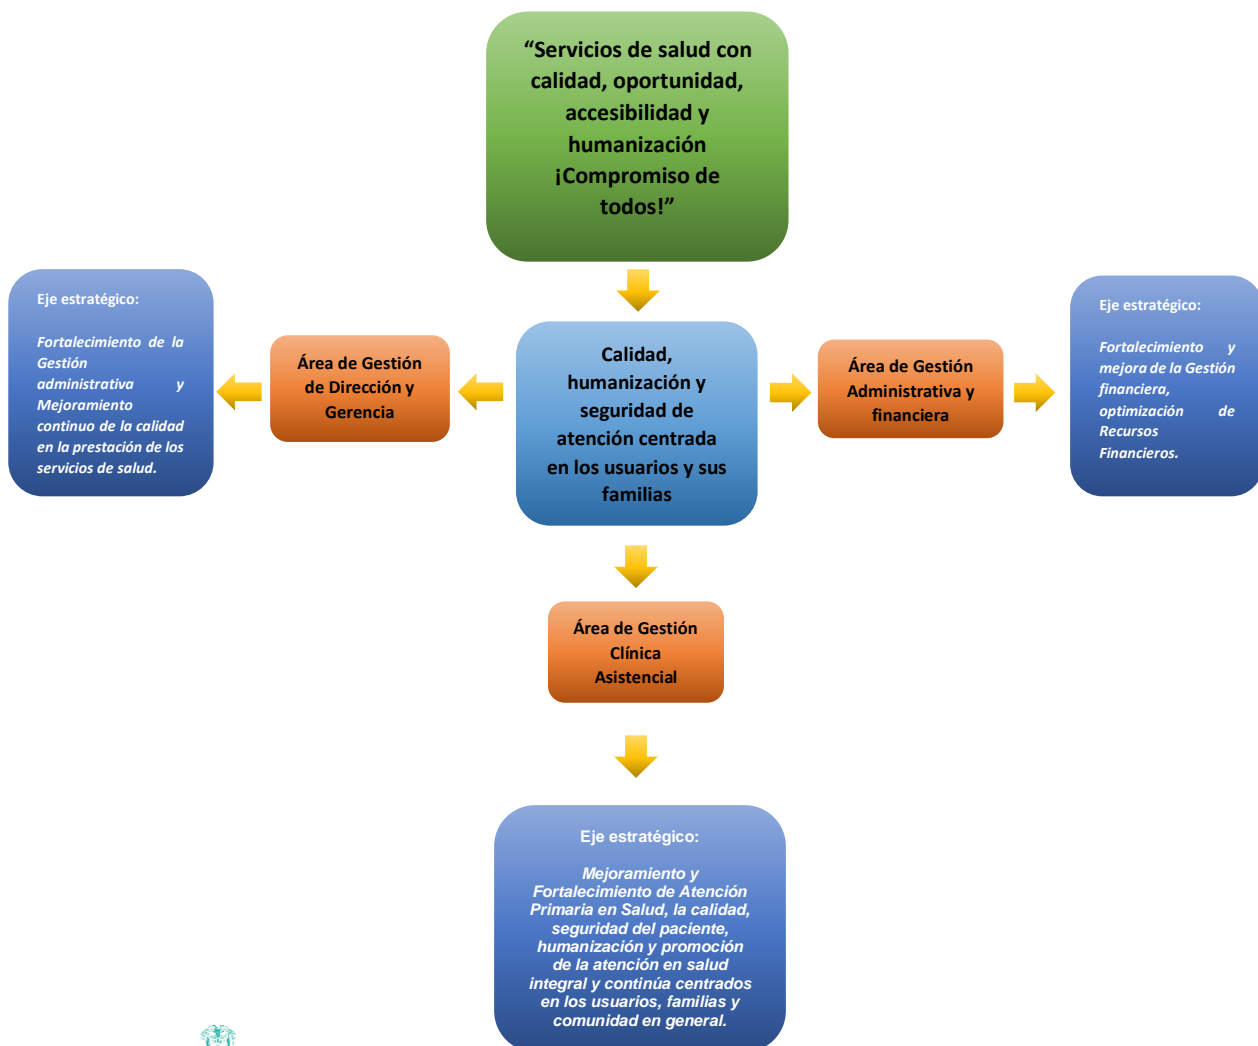 “Servicios de salud con
calidad, oportunidad,
accesibilidad y
humanización
¡Compromiso de
todos!”
Eje estratégico:
Fortalecimiento de la
Gestión
administrativa y
Mejoramiento
continuo de la calidad
en la prestación de los
servicios de salud.
Área de Gestión
de Dirección y
Gerencia
Calidad,
humanización y
seguridad de
atención centrada
en los usuarios y sus
familias
Área de Gestión
Administrativa y
financiera
Eje estratégico:
Fortalecimiento y
mejora de la Gestión
financiera,
optimización de
Recursos
Financieros.
Área de Gestión
Clínica
Asistencial
Eje estratégico:
Mejoramiento y
Fortalecimiento de Atención
Primaria en Salud, la calidad,
seguridad del paciente,
humanización y promoción
de la atención en salud
integral y continúa centrados
en los usuarios, familias y
comunidad en general.